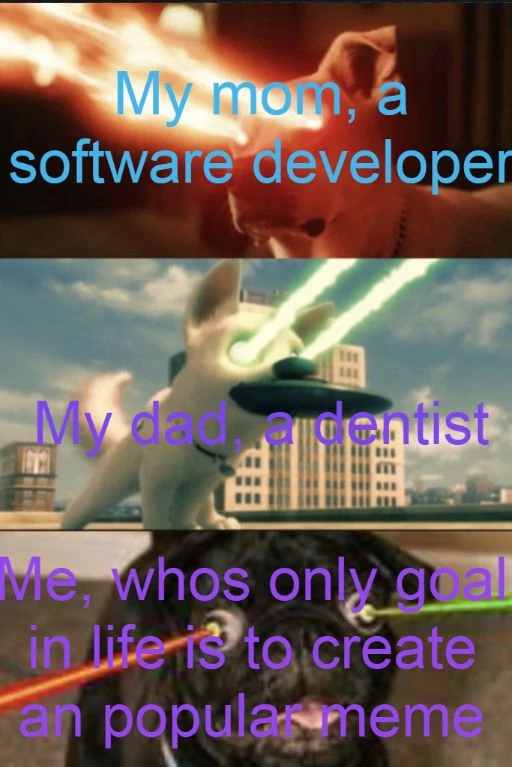 My mom, a
software developer
My dad, a dentist
Me, whos only goal
in life is to create
an popular meme